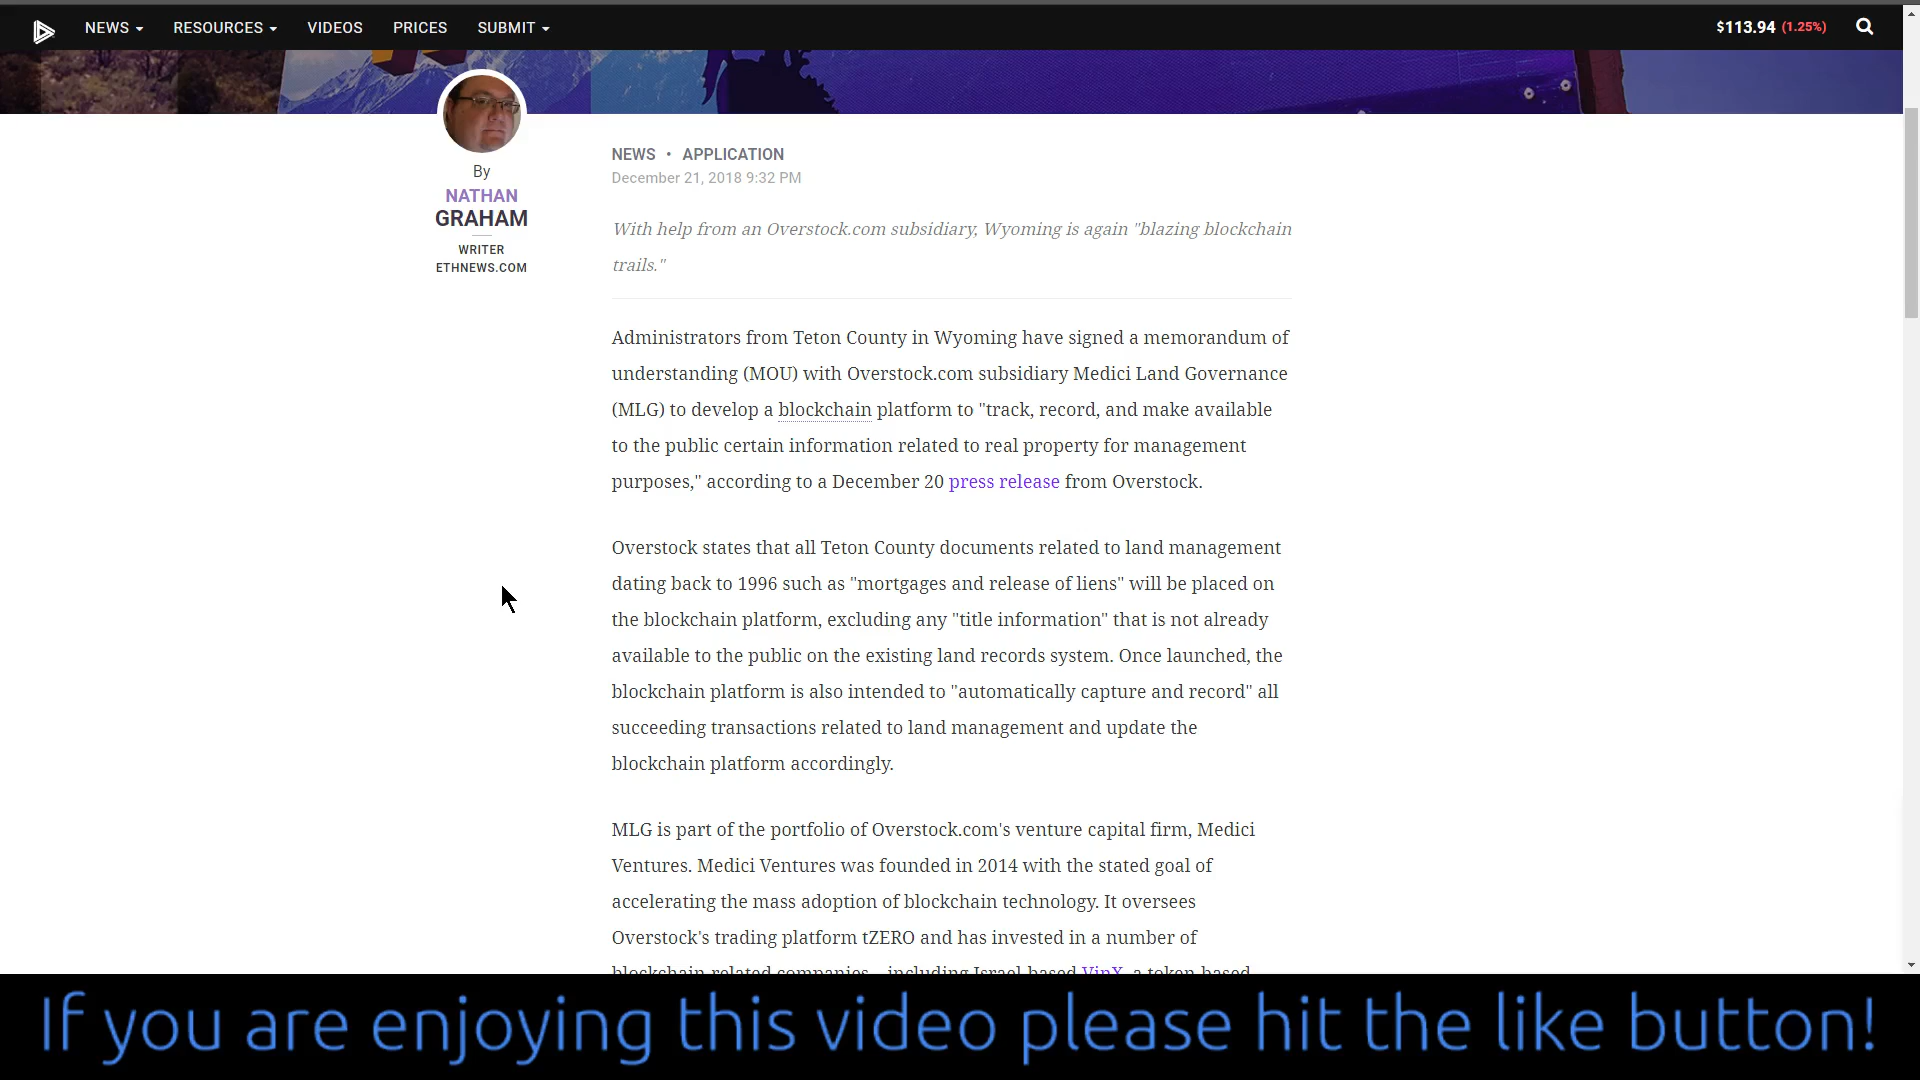 NEWS RESOURCES VIDEOS PRICES SUBMIT $113.94 (1.25%)
By
NATHAN
GRAHAM
WRITER
ETHNEWS.COM
NEWS • APPLICATION
December 21, 2018 9:32 PM
With help from an Overstock.com subsidiary, Wyoming is again "blazing blockchain
trails."
Administrators from Teton County in Wyoming have signed a memorandum of
understanding (MOU) with Overstock.com subsidiary Medici Land Governance
(MLG) to develop a blockchain platform to "track, record, and make available
to the public certain information related to real property for management
purposes," according to a December 20 press release from Overstock.
Overstock states that all Teton County documents related to land management
dating back to 1996 such as "mortgages and release of liens" will be placed on
the blockchain platform, excluding any "title information" that is not already
available to the public on the existing land records system. Once launched, the
blockchain platform is also intended to "automatically capture and record" all
succeeding transactions related to land management and update the
blockchain platform accordingly.
MLG is part of the portfolio of Overstock.com's venture capital firm, Medici
Ventures. Medici Ventures was founded in 2014 with the stated goal of
accelerating the mass adoption of blockchain technology. It oversees
Overstock's trading platform tZERO and has invested in a number of
blockchain-related companies – including Israel-based VinX, a token-based
If you are enjoying this video please hit the like button!